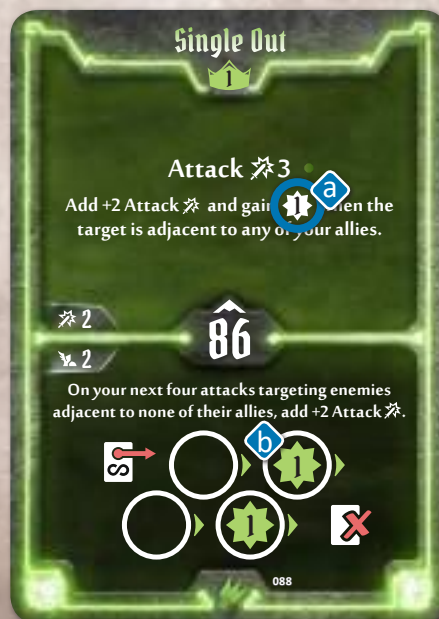 Single Out
1
Attack 3
a
Add +2 Attack and gain 1 when the
target is adjacent to any of your allies.
2
86
2
On your next four attacks targeting enemies
adjacent to none of their allies, add +2 Attack.
b
1
1
088